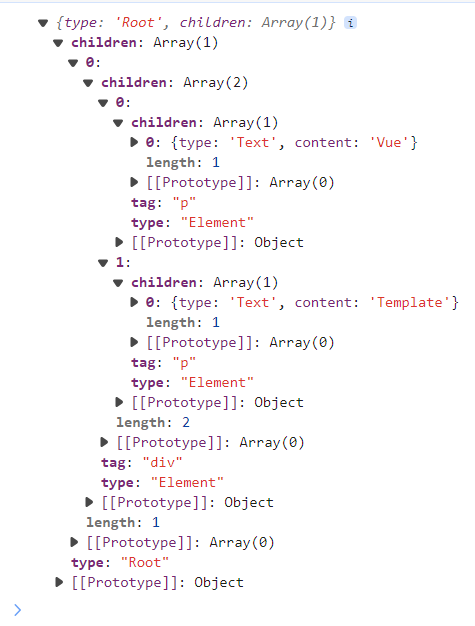 {type: 'Root', children: Array(1)} i
children: Array(1)
0:
children: Array(2)
0:
children: Array(1)
0: {type: 'Text', content: 'Vue'}
length: 1
[[Prototype]]: Array(0)
tag: "p"
type: "Element"
[[Prototype]]: Object
1:
children: Array(1)
0: {type: 'Text', content: 'Template'}
length: 1
[[Prototype]]: Array(0)
tag: "p"
type: "Element"
[[Prototype]]: Object
length: 2
[[Prototype]]: Array(0)
tag: "div"
type: "Element"
[[Prototype]]: Object
length: 1
[[Prototype]]: Array(0)
type: "Root"
[[Prototype]]: Object